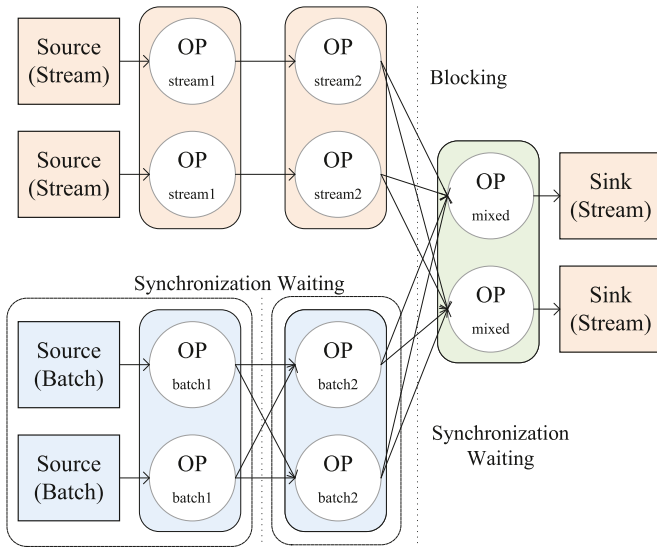 Source
(Stream)
OP
stream1
OP
stream2
Blocking
Source
(Stream)
OP
stream1
OP
stream2
OP
mixed
Sink
(Stream)
OP
mixed
Sink
(Stream)
Synchronization Waiting
Source
(Batch)
OP
batch1
OP
batch2
Synchronization
Waiting
Source
(Batch)
OP
batch1
OP
batch2